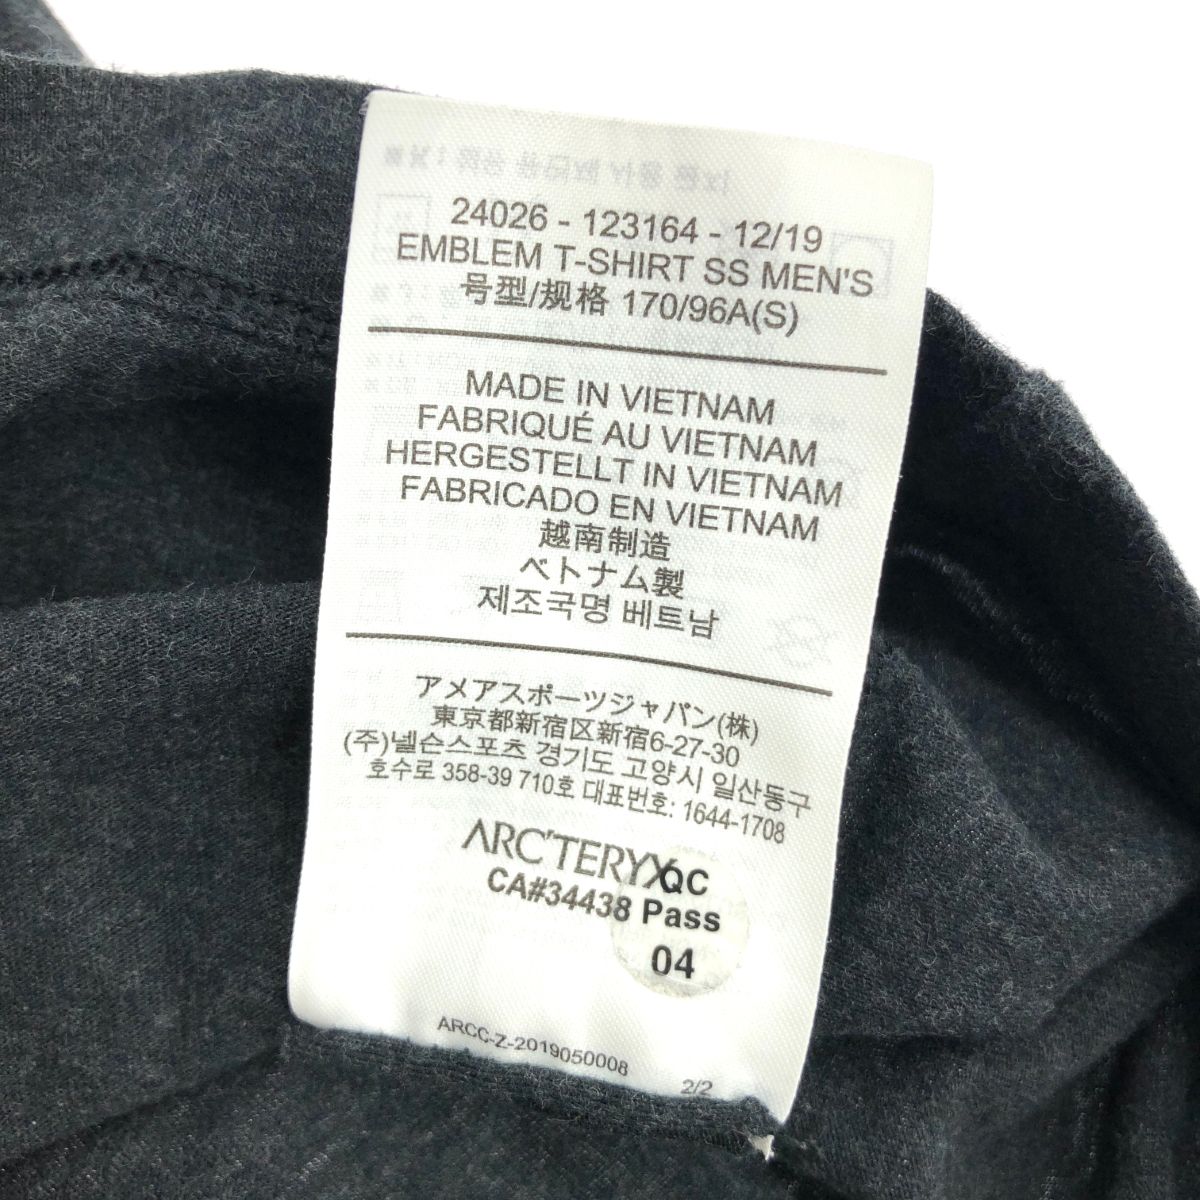 24026 - 123164 - 12/19
EMBLEM T-SHIRT SS MEN'S
号型/规格 170/96A(S)
MADE IN VIETNAM
FABRIQUÉ AU VIETNAM
HERGESTELLT IN VIETNAM
FABRICADO EN VIETNAM
越南制造
ベトナム製
제조국명 베트남
アメアスポーツジャパン(株)
東京都新宿区新宿6-27-30
(주)넬슨스포츠 경기도 고양시 일산동구
호수로 358-39 710호 대표번호: 1644-1708
ARC'TERYX
CA#34438
QC
Pass
04
ARCC-Z-2019050008
2/2